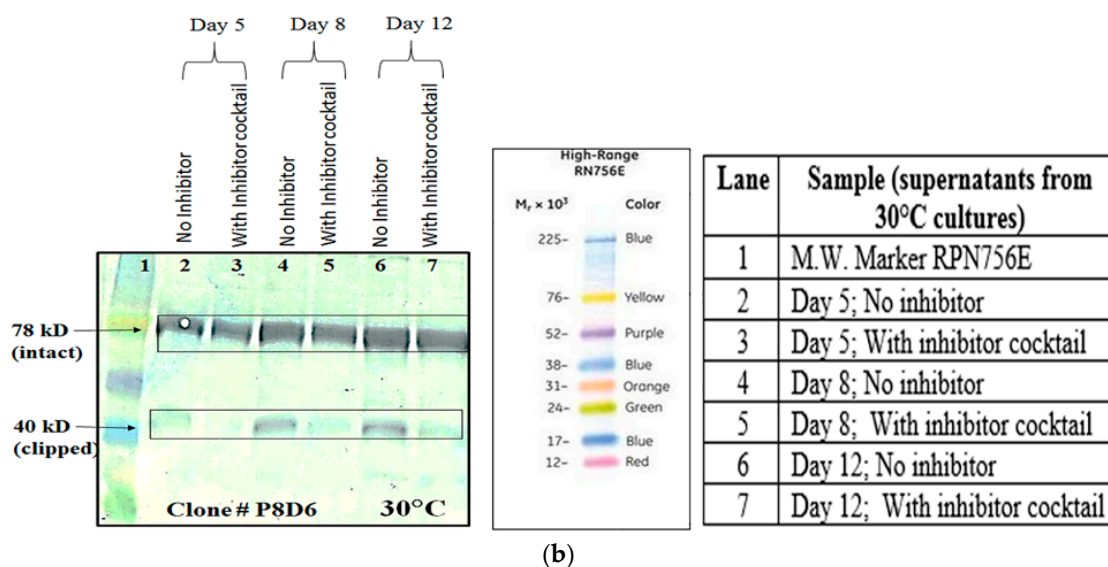 Day 5
Day 8
Day 12
No Inhibitor
With Inhibitor cocktail
No Inhibitor
With Inhibitor cocktail
No Inhibitor
With Inhibitor cocktail
1 2 3 4 5 6 7
78 kD
(intact)
40 kD
(clipped)
Clone # P8D6 30°C
High-Range
RN756E
Mr × 10³ Color
225– Blue
76– Yellow
52– Purple
38– Blue
31– Orange
24– Green
17– Blue
12– Red
Lane Sample (supernatants from
30°C cultures)
1 M.W. Marker RPN756E
2 Day 5; No inhibitor
3 Day 5; With inhibitor cocktail
4 Day 8; No inhibitor
5 Day 8; With inhibitor cocktail
6 Day 12; No inhibitor
7 Day 12; With inhibitor cocktail
(b)